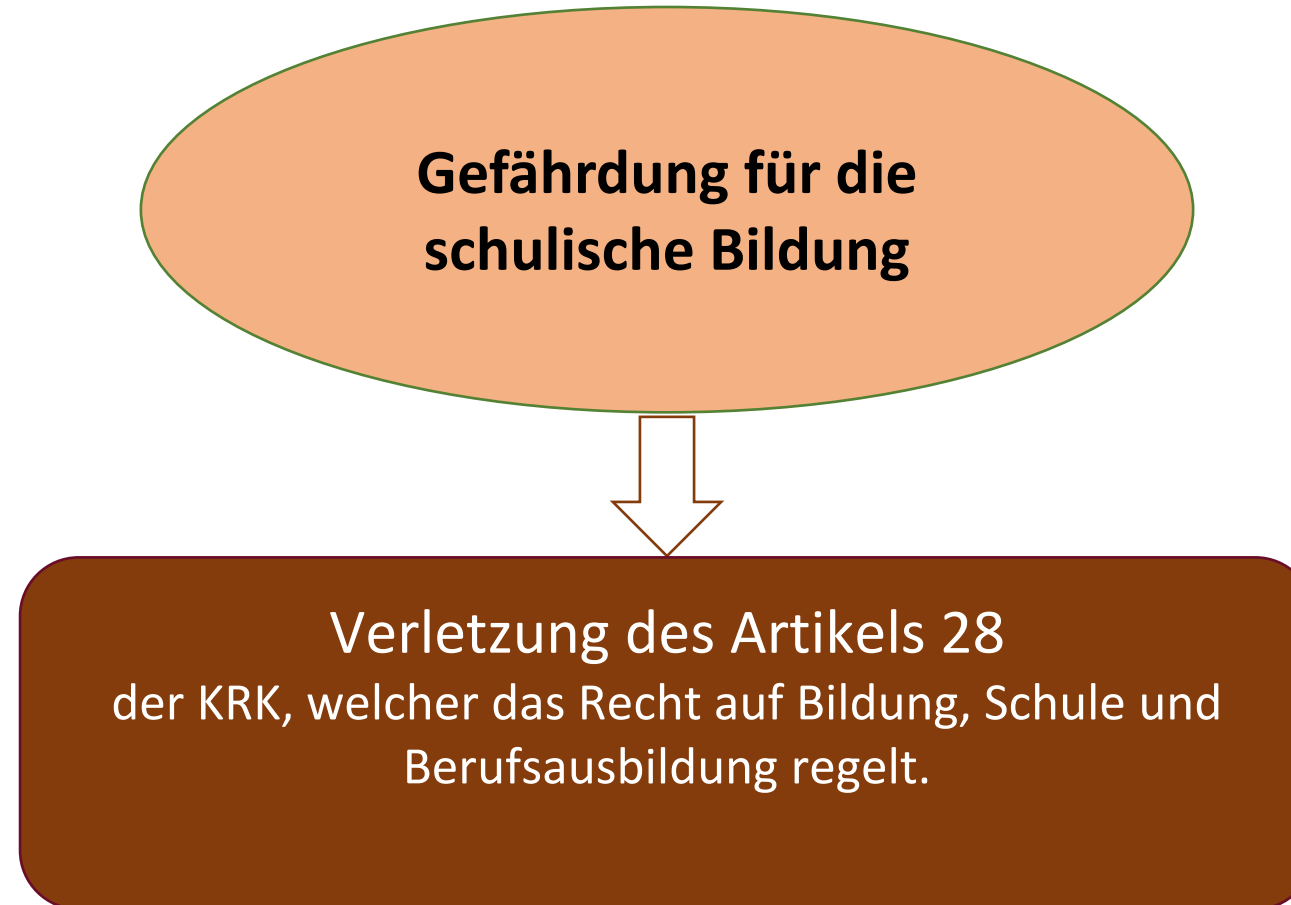 Gefährdung für die
schulische Bildung
Verletzung des Artikels 28
der KRK, welcher das Recht auf Bildung, Schule und
Berufsausbildung regelt.